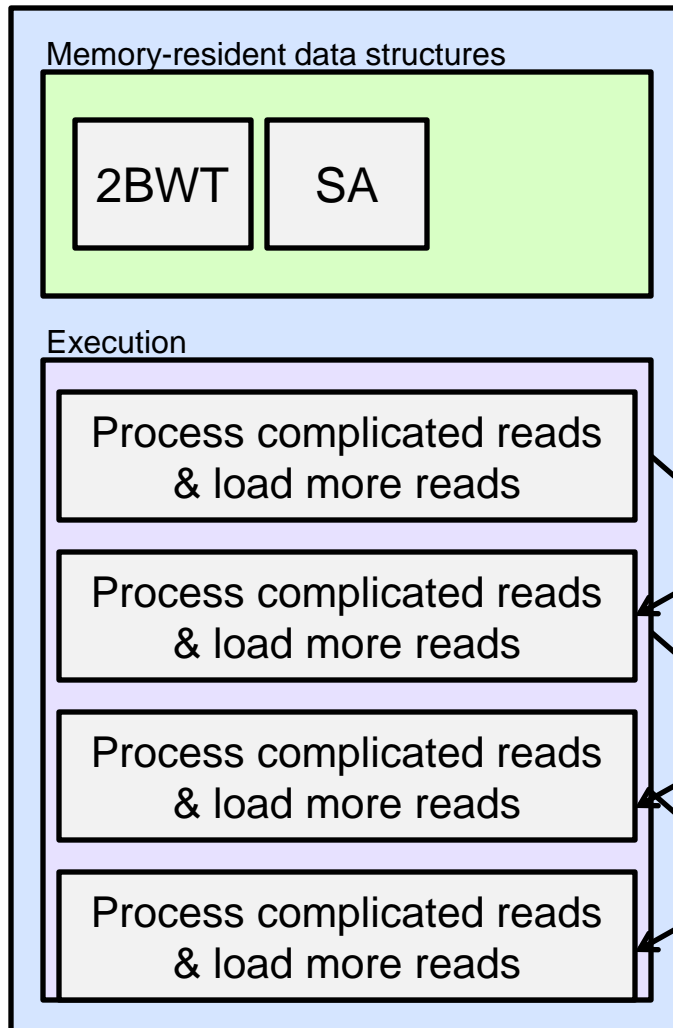 Memory-resident data structures
2BWT SA
Execution
Process complicated reads
& load more reads
Process complicated reads
& load more reads
Process complicated reads
& load more reads
Process complicated reads
& load more reads